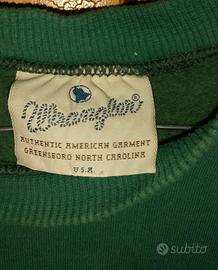 Wrangler®
AUTHENTIC AMERICAN GARMENT
GREENSBORO NORTH CAROLINA
U.S.A.
subito